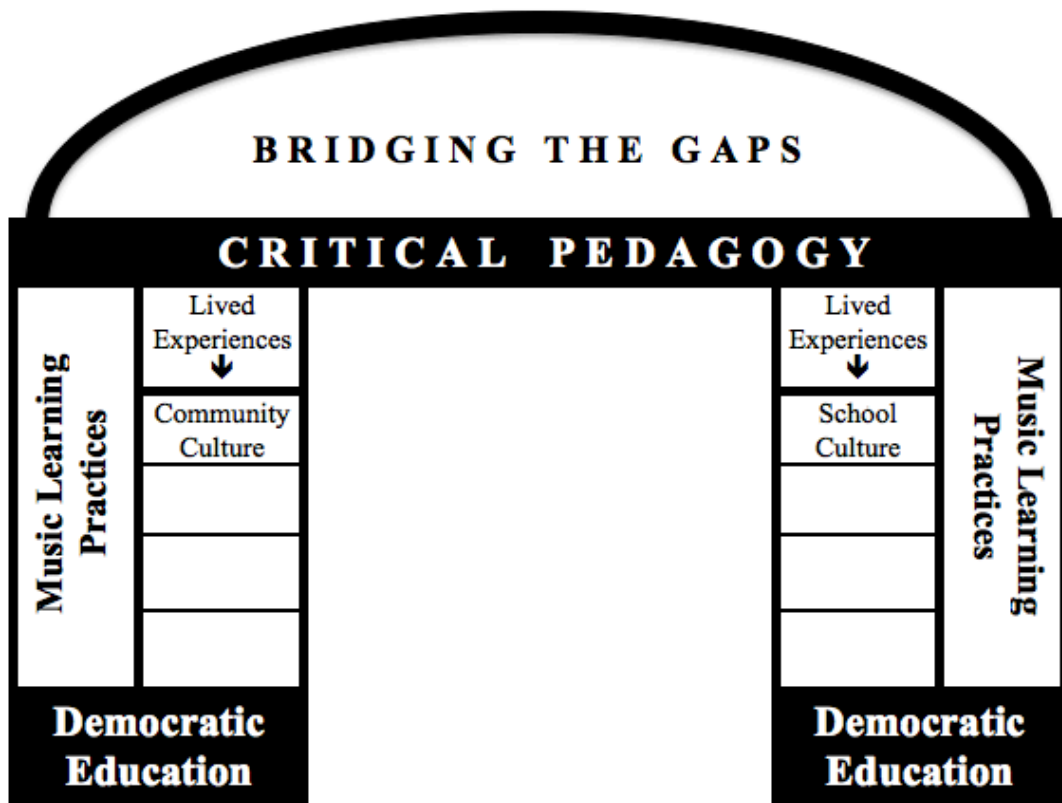 BRIDGING THE GAPS
CRITICAL PEDAGOGY
Music Learning
Practices
Lived
Experiences
Community
Culture
Democratic
Education
Lived
Experiences
School
Culture
Music Learning
Practices
Democratic
Education